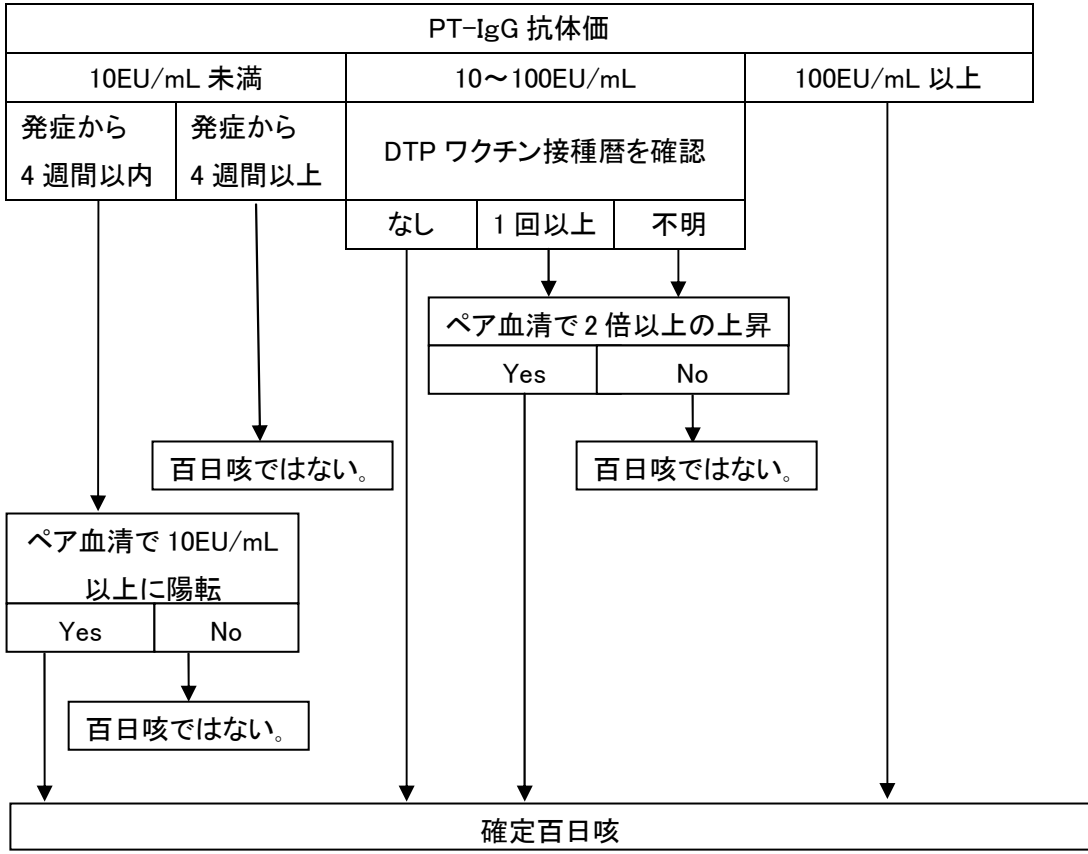 PT-IgG 抗体価
10EU/mL 未満
10～100EU/mL
100EU/mL 以上
発症から
4 週間以内
発症から
4 週間以上
DTP ワクチン接種暦を確認
なし
1 回以上
不明
ペア血清で 2 倍以上の上昇
Yes
No
百日咳ではない。
百日咳ではない。
ペア血清で 10EU/mL
以上に陽転
Yes
No
百日咳ではない。
確定百日咳